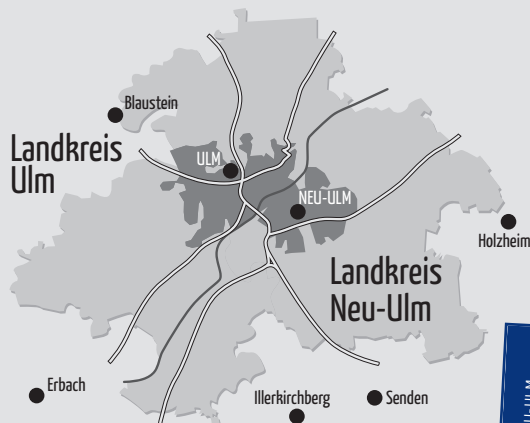 Blaustein
Landkreis
Ulm
ULM
NEU-ULM
Holzheim
Landkreis
Neu-Ulm
Erbach
Illerkirchberg
Senden